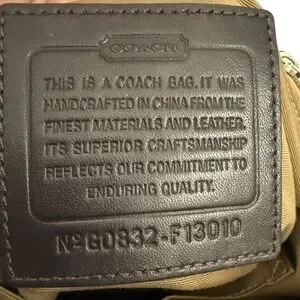 COACH
THIS IS A COACH BAG. IT WAS
HANDCRAFTED IN CHINA FROM THE
FINEST MATERIALS AND LEATHER.
ITS SUPERIOR CRAFTSMANSHIP
REFLECTS OUR COMMITMENT TO
ENDURING QUALITY.
Nº G0832-F13010